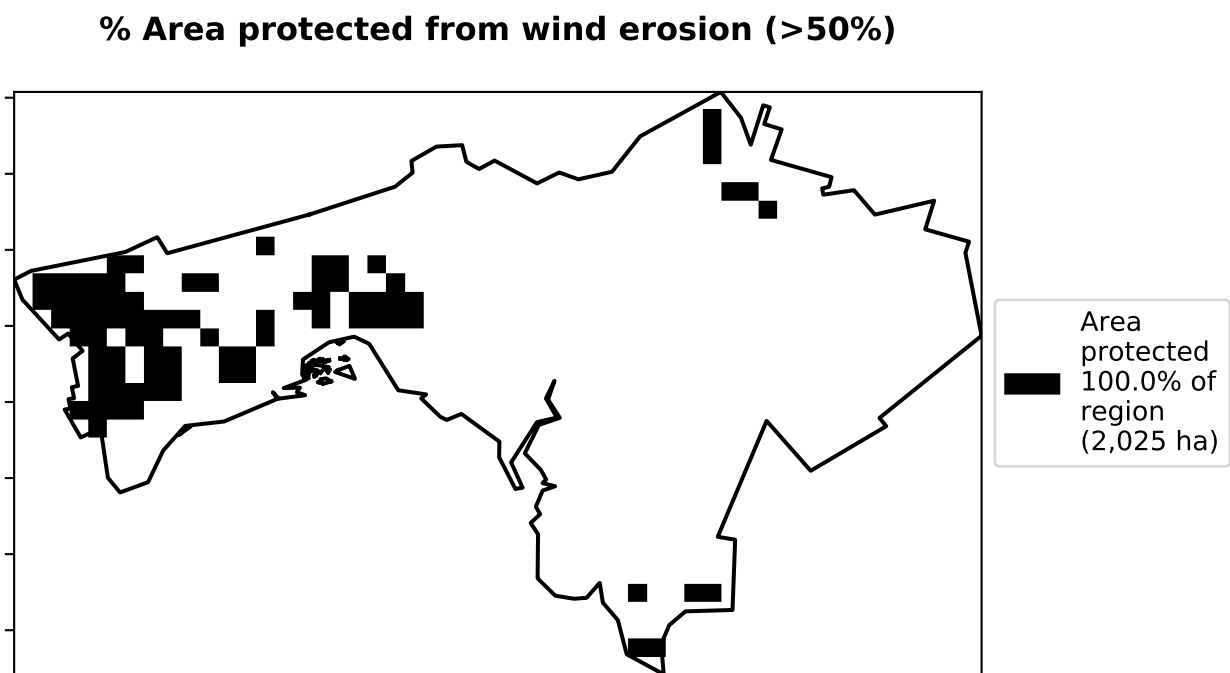 % Area protected from wind erosion (>50%)
Area
protected
100.0% of
region
(2,025 ha)